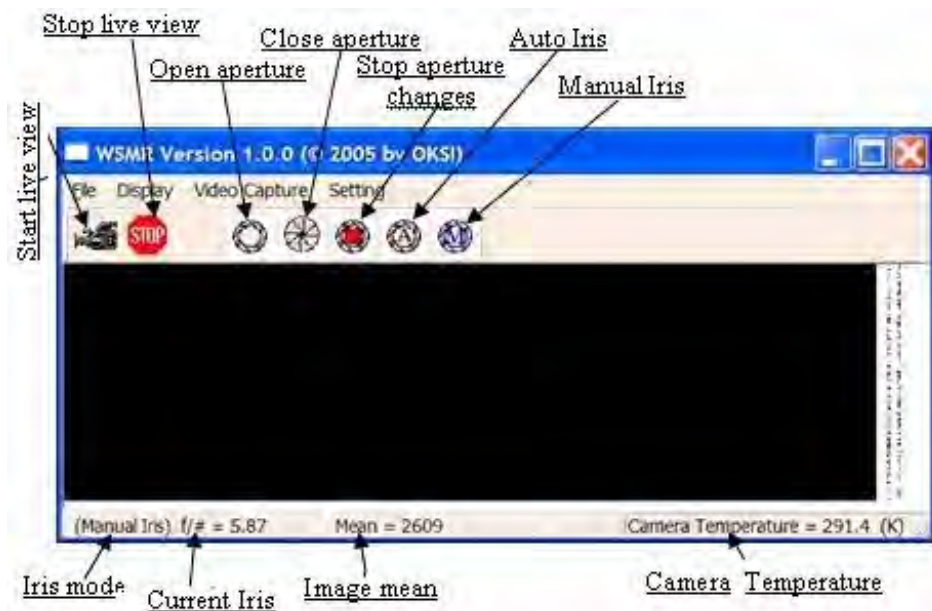 Stop live view
Close aperture
Auto Iris
Open aperture
Stop aperture
changes
Manual Iris
Start live view
WSMR Version 1.0.0 (© 2005 by OKSI)
File Display Video Capture Setting
STOP
A
M
(Manual Iris) f/# = 5.87 Mean = 2609 Camera Temperature = 291.4 (K)
Iris mode
Current Iris
Image mean
Camera Temperature